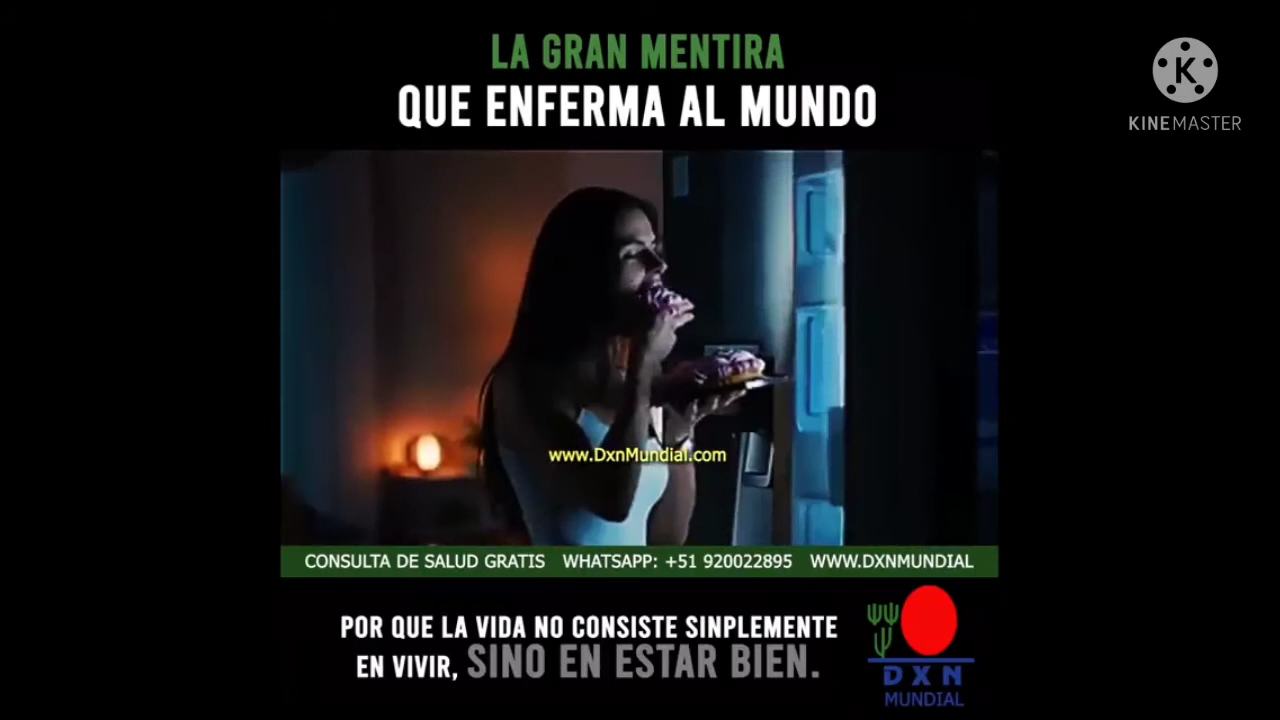 LA GRAN MENTIRA
QUE ENFERMA AL MUNDO
K
KINEMASTER
www.DxnMundial.com
CONSULTA DE SALUD GRATIS WHATSAPP: +51 920022895 WWW.DXNMUNDIAL
POR QUE LA VIDA NO CONSISTE SINPLEMENTE
EN VIVIR, SINO EN ESTAR BIEN.
DXN
MUNDIAL